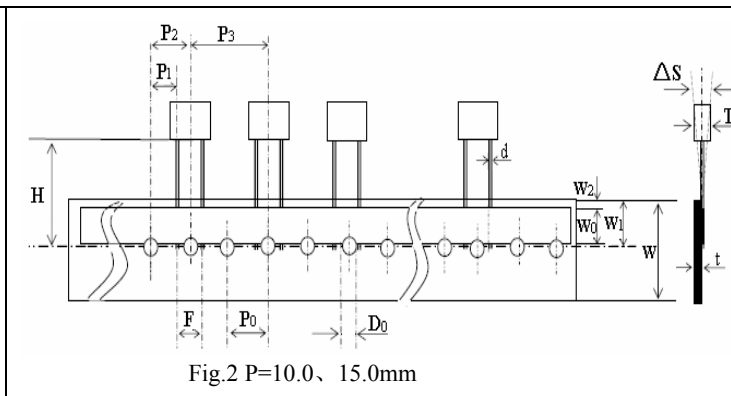 P2 P3
P1
ΔS
T
d
H
W2
W0 W1
W
t
F P0 D0
Fig.2 P=10.0、15.0mm